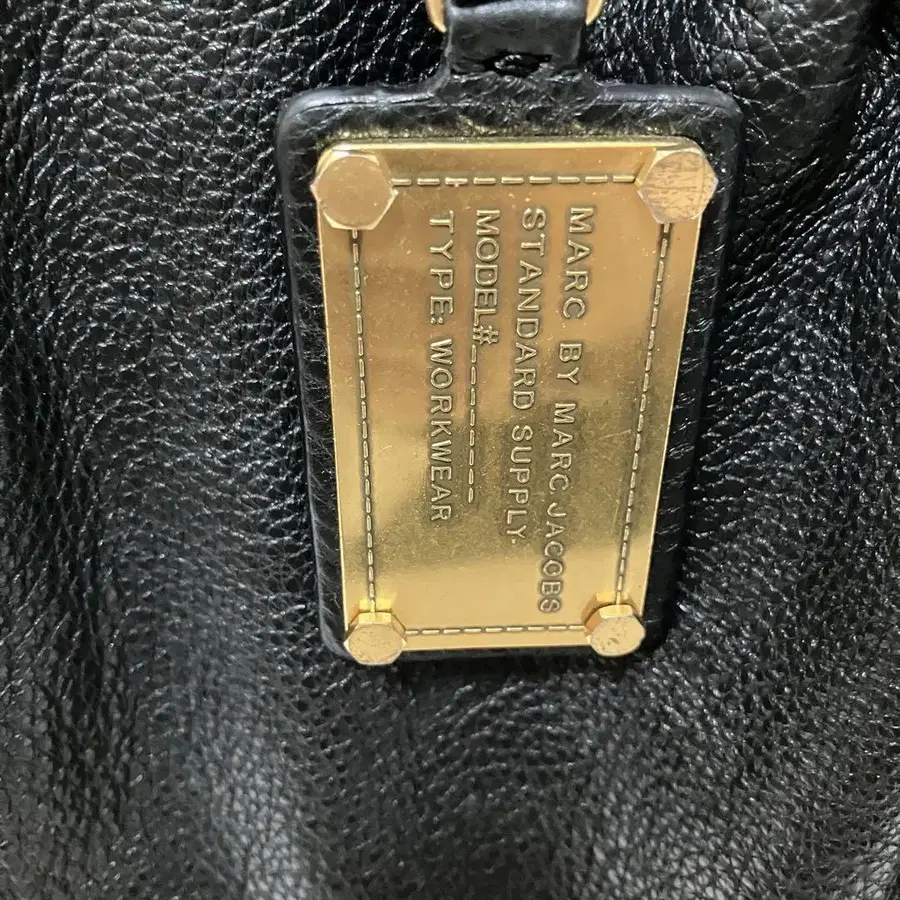 MARC BY MARC JACOBS
STANDARD SUPPLY
MODEL#
TYPE: WORKWEAR